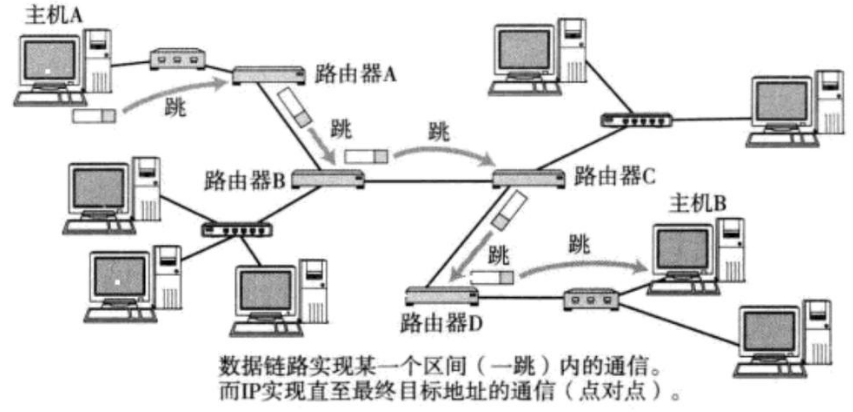 主机A
路由器A
跳
跳
跳
路由器B
路由器C
主机B
跳
跳
路由器D
数据链路实现某一个区间（一跳）内的通信。
而IP实现直至最终目标地址的通信（点对点）。